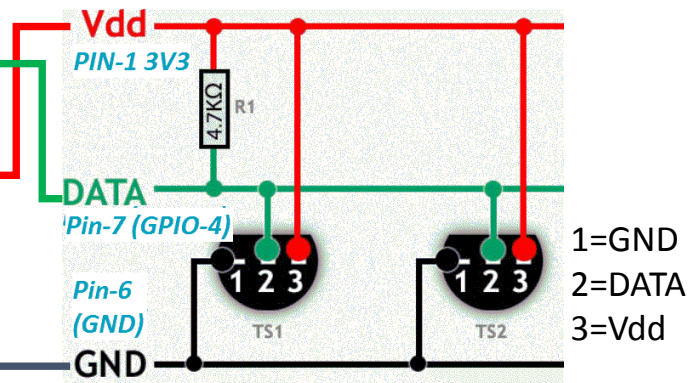 Vdd
PIN-1 3V3
4.7KΩ
R1
DATA
Pin-7 (GPIO-4)
1 2 3
1 2 3
1=GND
2=DATA
3=Vdd
Pin-6
(GND)
TS1
TS2
GND